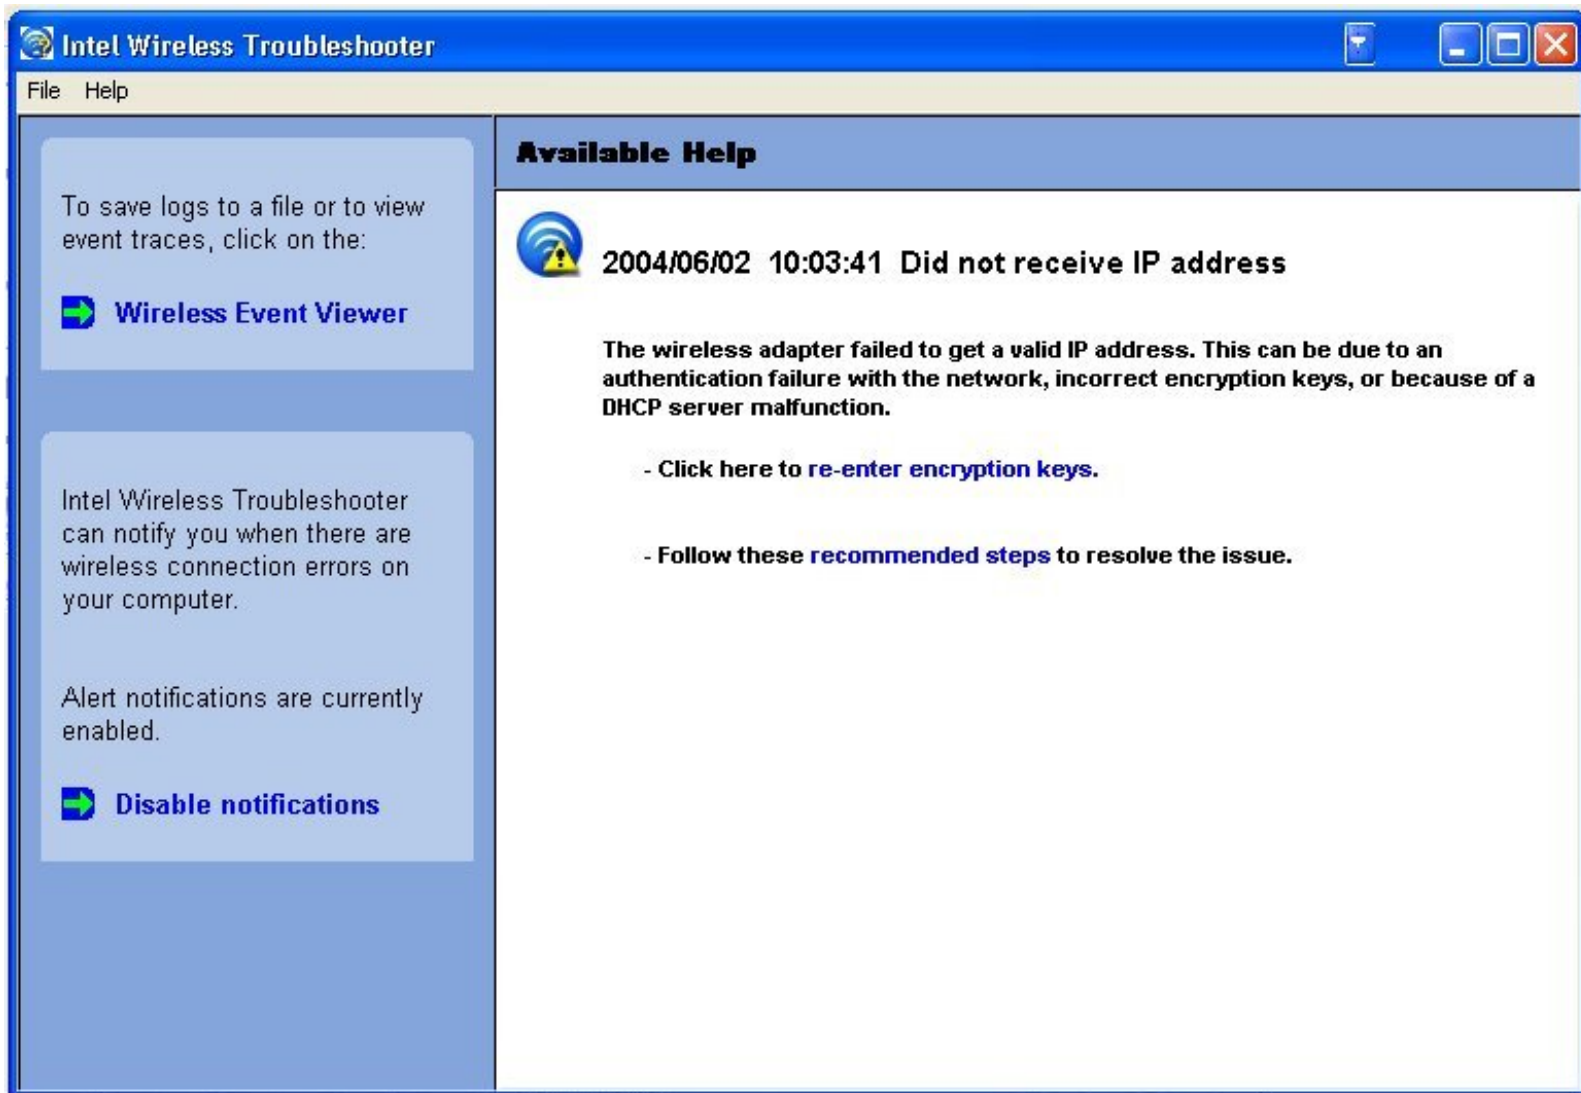 Intel Wireless Troubleshooter
File Help
To save logs to a file or to view
event traces, click on the:
Wireless Event Viewer
Intel Wireless Troubleshooter
can notify you when there are
wireless connection errors on
your computer.
Alert notifications are currently
enabled.
Disable notifications
Available Help
2004/06/02 10:03:41 Did not receive IP address
The wireless adapter failed to get a valid IP address. This can be due to an
authentication failure with the network, incorrect encryption keys, or because of a
DHCP server malfunction.
- Click here to re-enter encryption keys.
- Follow these recommended steps to resolve the issue.